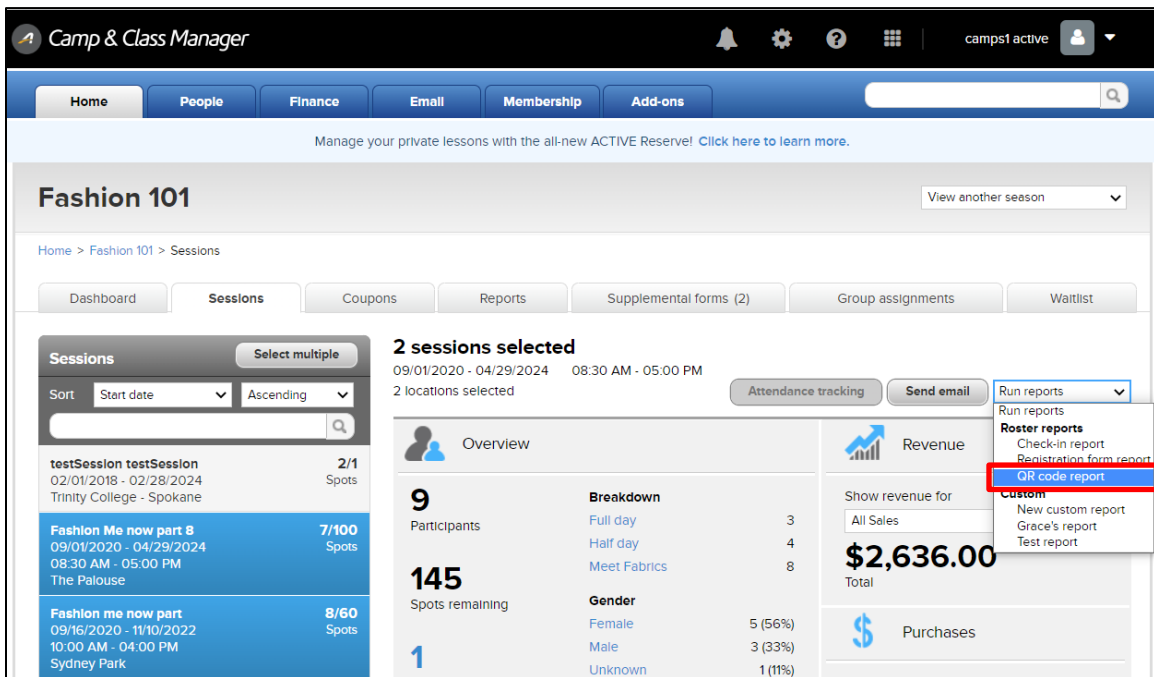 Camp & Class Manager
camps1 active
Home People Finance Email Membership Add-ons
Manage your private lessons with the all-new ACTIVE Reserve! Click here to learn more.
Fashion 101
View another season
Home > Fashion 101 > Sessions
Dashboard Sessions Coupons Reports Supplemental forms (2) Group assignments Waitlist
Sessions Select multiple
Sort Start date Ascending
testSession testSession 2/1
02/01/2018 - 02/28/2024 Spots
Trinity College - Spokane
Fashion Me now part 8 7/100
09/01/2020 - 04/29/2024 Spots
08:30 AM - 05:00 PM
The Palouse
Fashion me now part 8/60
09/16/2020 - 11/10/2022 Spots
10:00 AM - 04:00 PM
Sydney Park
2 sessions selected
09/01/2020 - 04/29/2024 08:30 AM - 05:00 PM
2 locations selected
Attendance tracking Send email Run reports
Run reports
Roster reports
Check-in report
Registration form report
QR code report
Custom
New custom report
Grace's report
Test report
Overview
9
Participants
145
Spots remaining
1
Breakdown
Full day 3
Half day 4
Meet Fabrics 8
Gender
Female 5 (56%)
Male 3 (33%)
Unknown 1 (11%)
Revenue
Show revenue for
All Sales
$2,636.00
Total
Purchases